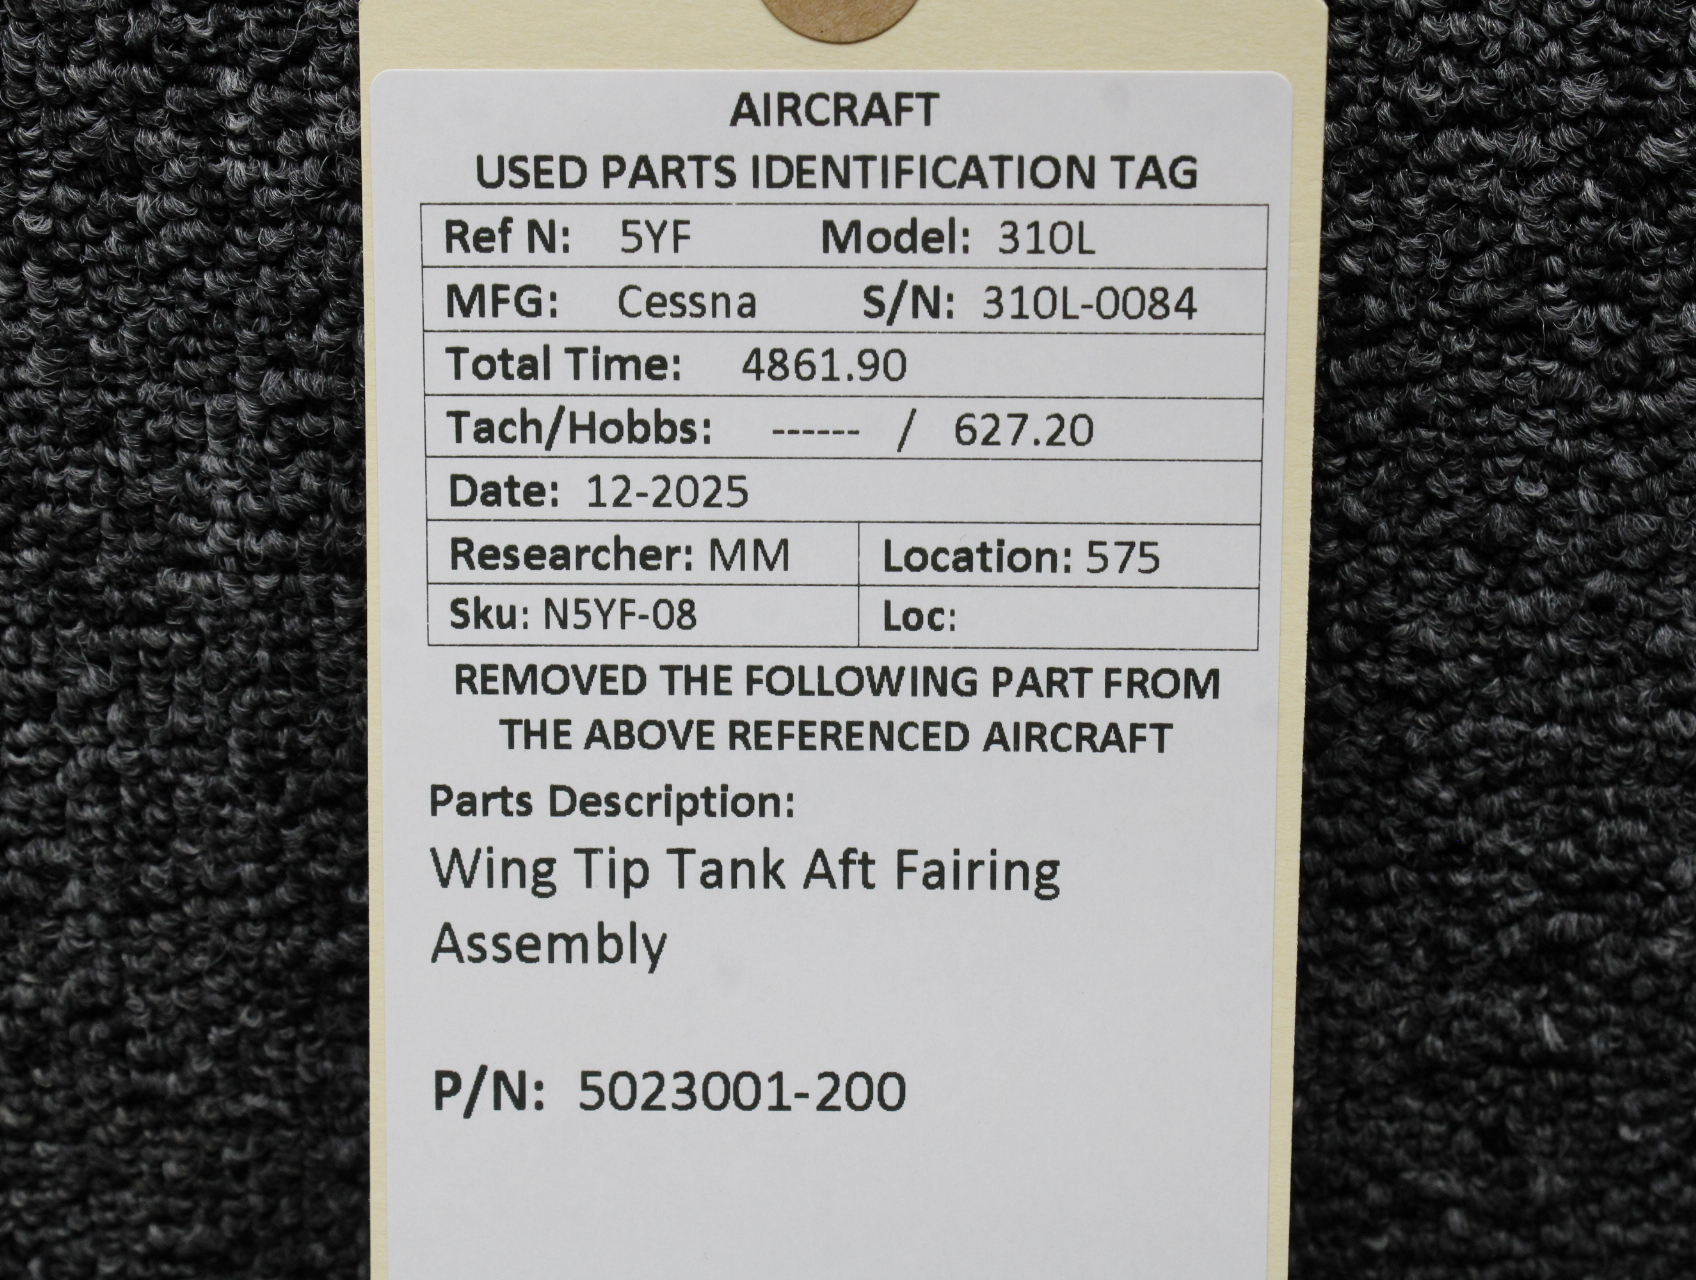 AIRCRAFT
USED PARTS IDENTIFICATION TAG
Ref N: 5YF Model: 310L
MFG: Cessna S/N: 310L-0084
Total Time: 4861.90
Tach/Hobbs: ------ / 627.20
Date: 12-2025
Researcher: MM Location: 575
Sku: N5YF-08 Loc:
REMOVED THE FOLLOWING PART FROM
THE ABOVE REFERENCED AIRCRAFT
Parts Description:
Wing Tip Tank Aft Fairing
Assembly
P/N: 5023001-200